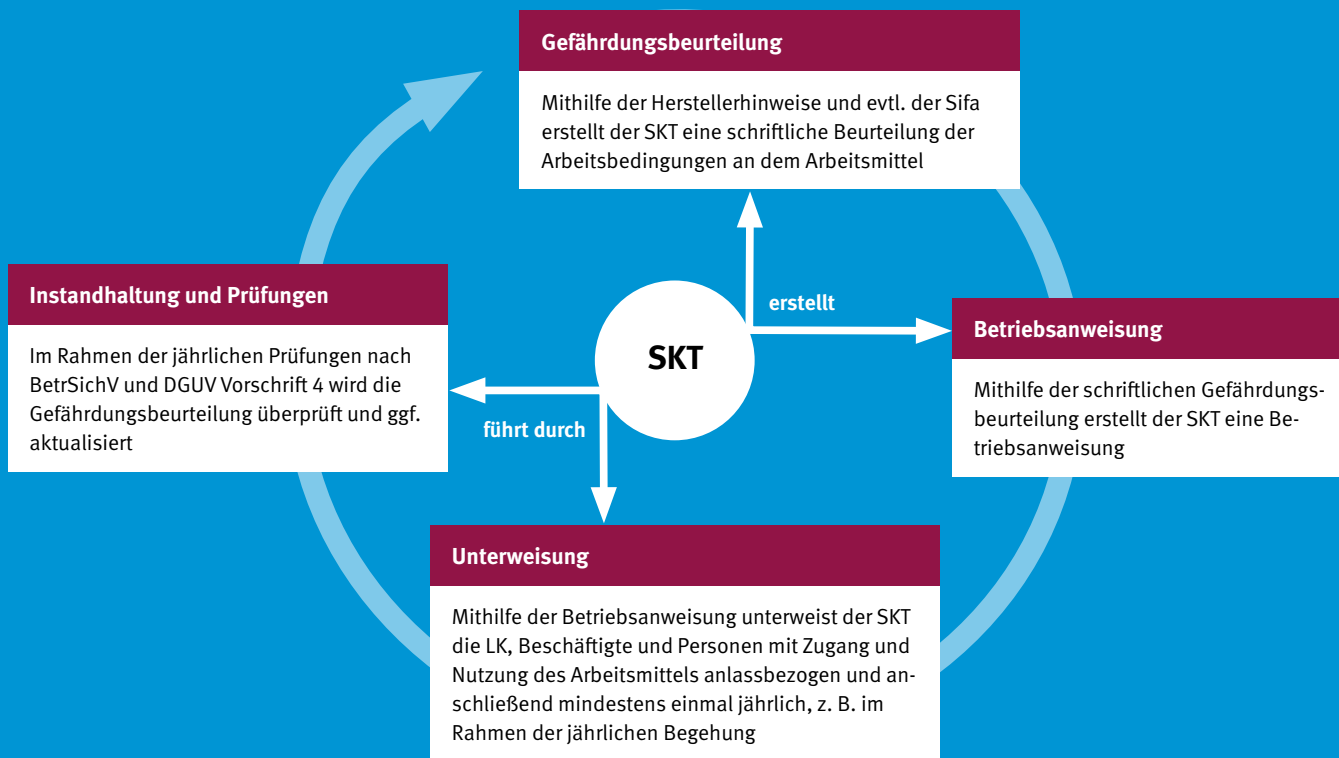 Gefährdungsbeurteilung
Mithilfe der Herstellerhinweise und evtl. der Sifa
erstellt der SKT eine schriftliche Beurteilung der
Arbeitsbedingungen an dem Arbeitsmittel
Instandhaltung und Prüfungen
Im Rahmen der jährlichen Prüfungen nach
BetrSichV und DGUV Vorschrift 4 wird die
Gefährdungsbeurteilung überprüft und ggf.
aktualisiert
SKT
erstellt
führt durch
Betriebsanweisung
Mithilfe der schriftlichen Gefährdungs-
beurteilung erstellt der SKT eine Be-
triebsanweisung
Unterweisung
Mithilfe der Betriebsanweisung unterweist der SKT
die LK, Beschäftigte und Personen mit Zugang und
Nutzung des Arbeitsmittels anlassbezogen und an-
schließend mindestens einmal jährlich, z. B. im
Rahmen der jährlichen Begehung